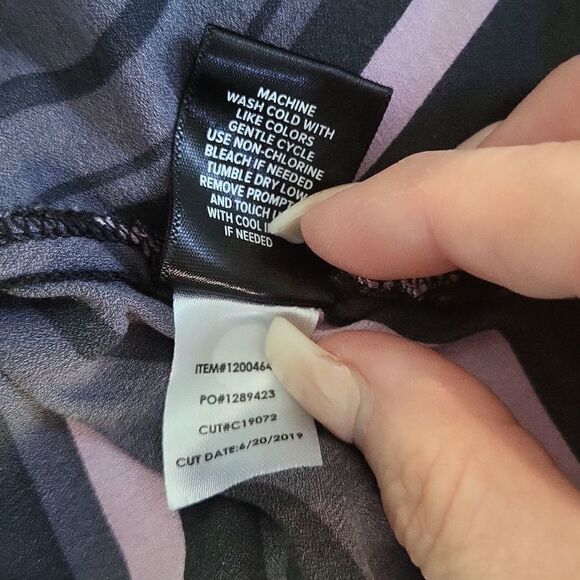 MACHINE
WASH COLD WITH
LIKE COLORS
GENTLE CYCLE
USE NON-CHLORINE
BLEACH IF NEEDED
TUMBLE DRY LOW
REMOVE PROMPT
AND TOUCH U
WITH COOL I
IF NEEDED
ITEM#1200464
PO#1289423
CUT#C19072
CUT DATE:6/20/2019